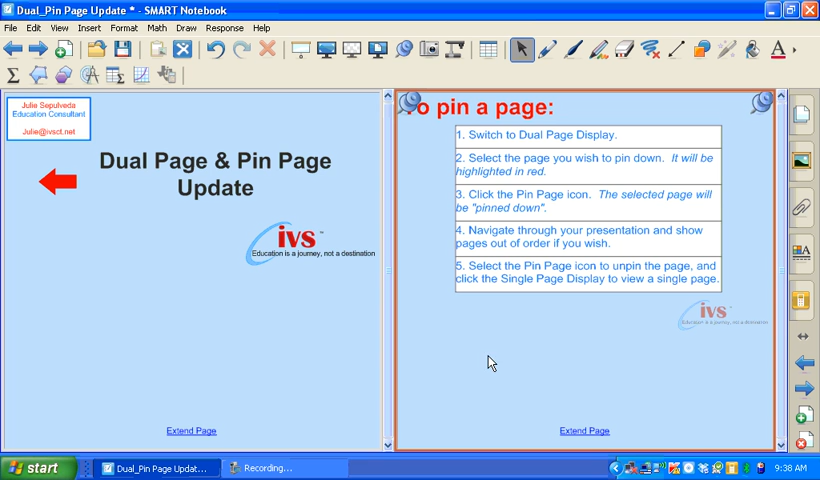 Dual_Pin Page Update * - SMART Notebook
File Edit View Insert Format Math Draw Response Help
Julie Sepulveda
Education Consultant
Julie@ivsct.net
Dual Page & Pin Page
Update
ivs™
Education is a journey, not a destination
Extend Page
To pin a page:
1. Switch to Dual Page Display.
2. Select the page you wish to pin down. It will be
highlighted in red.
3. Click the Pin Page icon. The selected page will
be "pinned down".
4. Navigate through your presentation and show
pages out of order if you wish.
5. Select the Pin Page icon to unpin the page, and
click the Single Page Display to view a single page.
ivs™
Education is a journey, not a destination
Extend Page
start Dual_Pin Page Updat... Recording... 9:38 AM